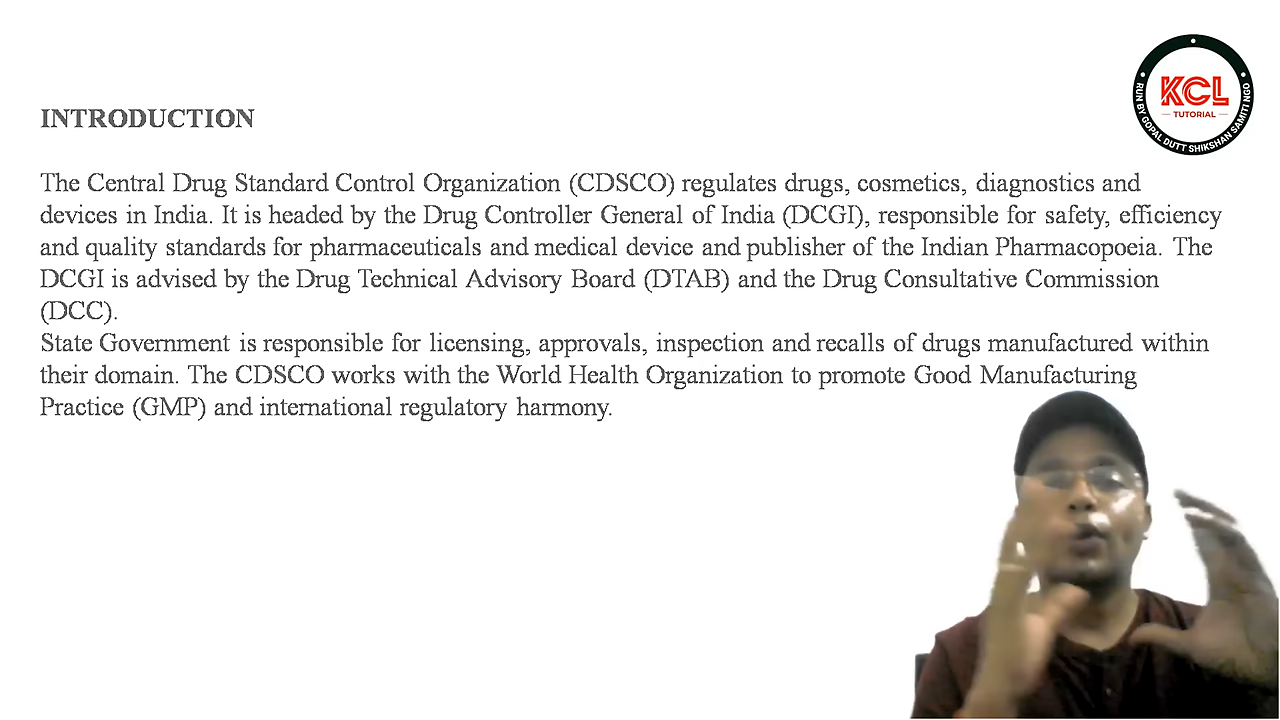 INTRODUCTION
The Central Drug Standard Control Organization (CDSCO) regulates drugs, cosmetics, diagnostics and
devices in India. It is headed by the Drug Controller General of India (DCGI), responsible for safety, efficiency
and quality standards for pharmaceuticals and medical device and publisher of the Indian Pharmacopoeia. The
DCGI is advised by the Drug Technical Advisory Board (DTAB) and the Drug Consultative Commission
(DCC).
State Government is responsible for licensing, approvals, inspection and recalls of drugs manufactured within
their domain. The CDSCO works with the World Health Organization to promote Good Manufacturing
Practice (GMP) and international regulatory harmony.
KCL
TUTORIAL
RUN BY GOPAL DUTT SHIKSHAN SAMITI NGO